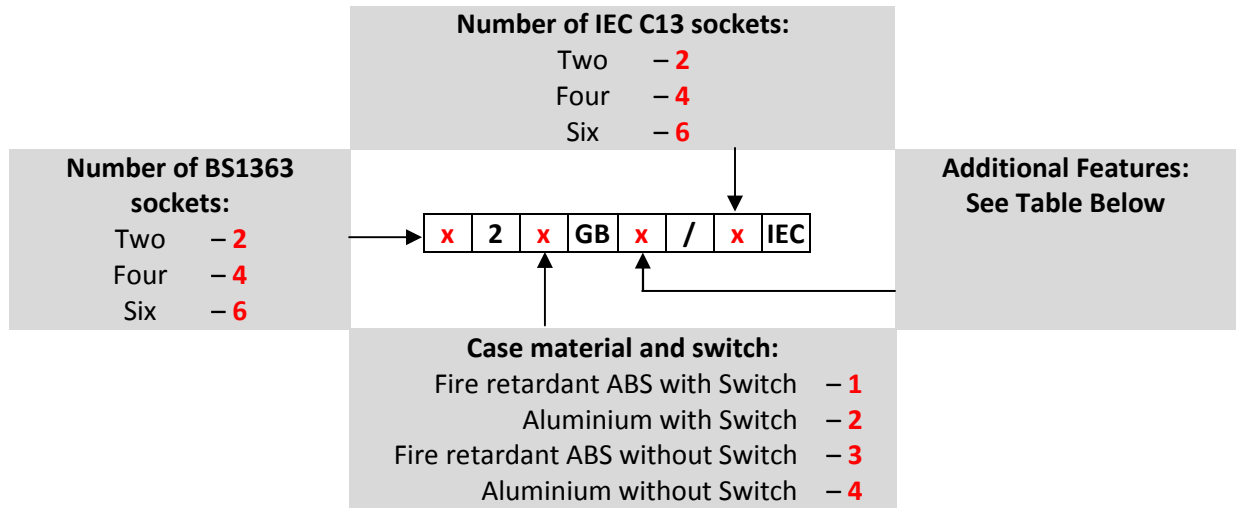 Number of IEC C13 sockets:
Two – 2
Four – 4
Six – 6
Number of BS1363
sockets:
Two – 2
Four – 4
Six – 6
x 2 x GB x / x IEC
Additional Features:
See Table Below
Case material and switch:
Fire retardant ABS with Switch – 1
Aluminium with Switch – 2
Fire retardant ABS without Switch – 3
Aluminium without Switch – 4